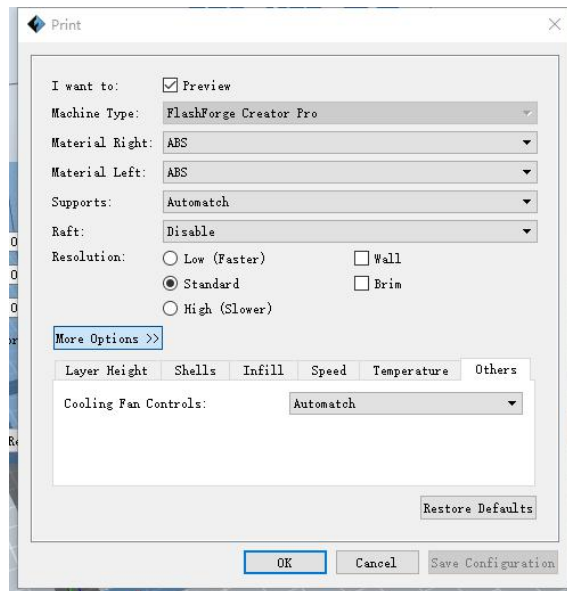 Print
I want to: Preview
Machine Type: FlashForge Creator Pro
Material Right: ABS
Material Left: ABS
Supports: Automatch
Raft: Disable
Resolution: Low (Faster) Wall
Standard Brim
High (Slower)
More Options >>
Layer Height Shells Infill Speed Temperature Others
Cooling Fan Controls: Automatch
Restore Defaults
OK Cancel Save Configuration